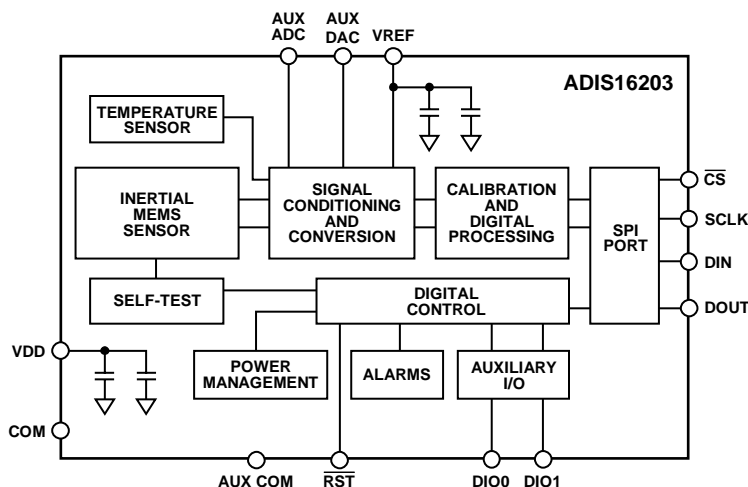 AUX
ADC
AUX
DAC
VREF
ADIS16203
TEMPERATURE
SENSOR
INERTIAL
MEMS
SENSOR
SIGNAL
CONDITIONING
AND
CONVERSION
CALIBRATION
AND
DIGITAL
PROCESSING
SPI
PORT
CS
SCLK
DIN
DOUT
SELF-TEST
DIGITAL
CONTROL
VDD
POWER
MANAGEMENT
ALARMS
AUXILIARY
I/O
COM
AUX COM
RST
DIO0
DIO1